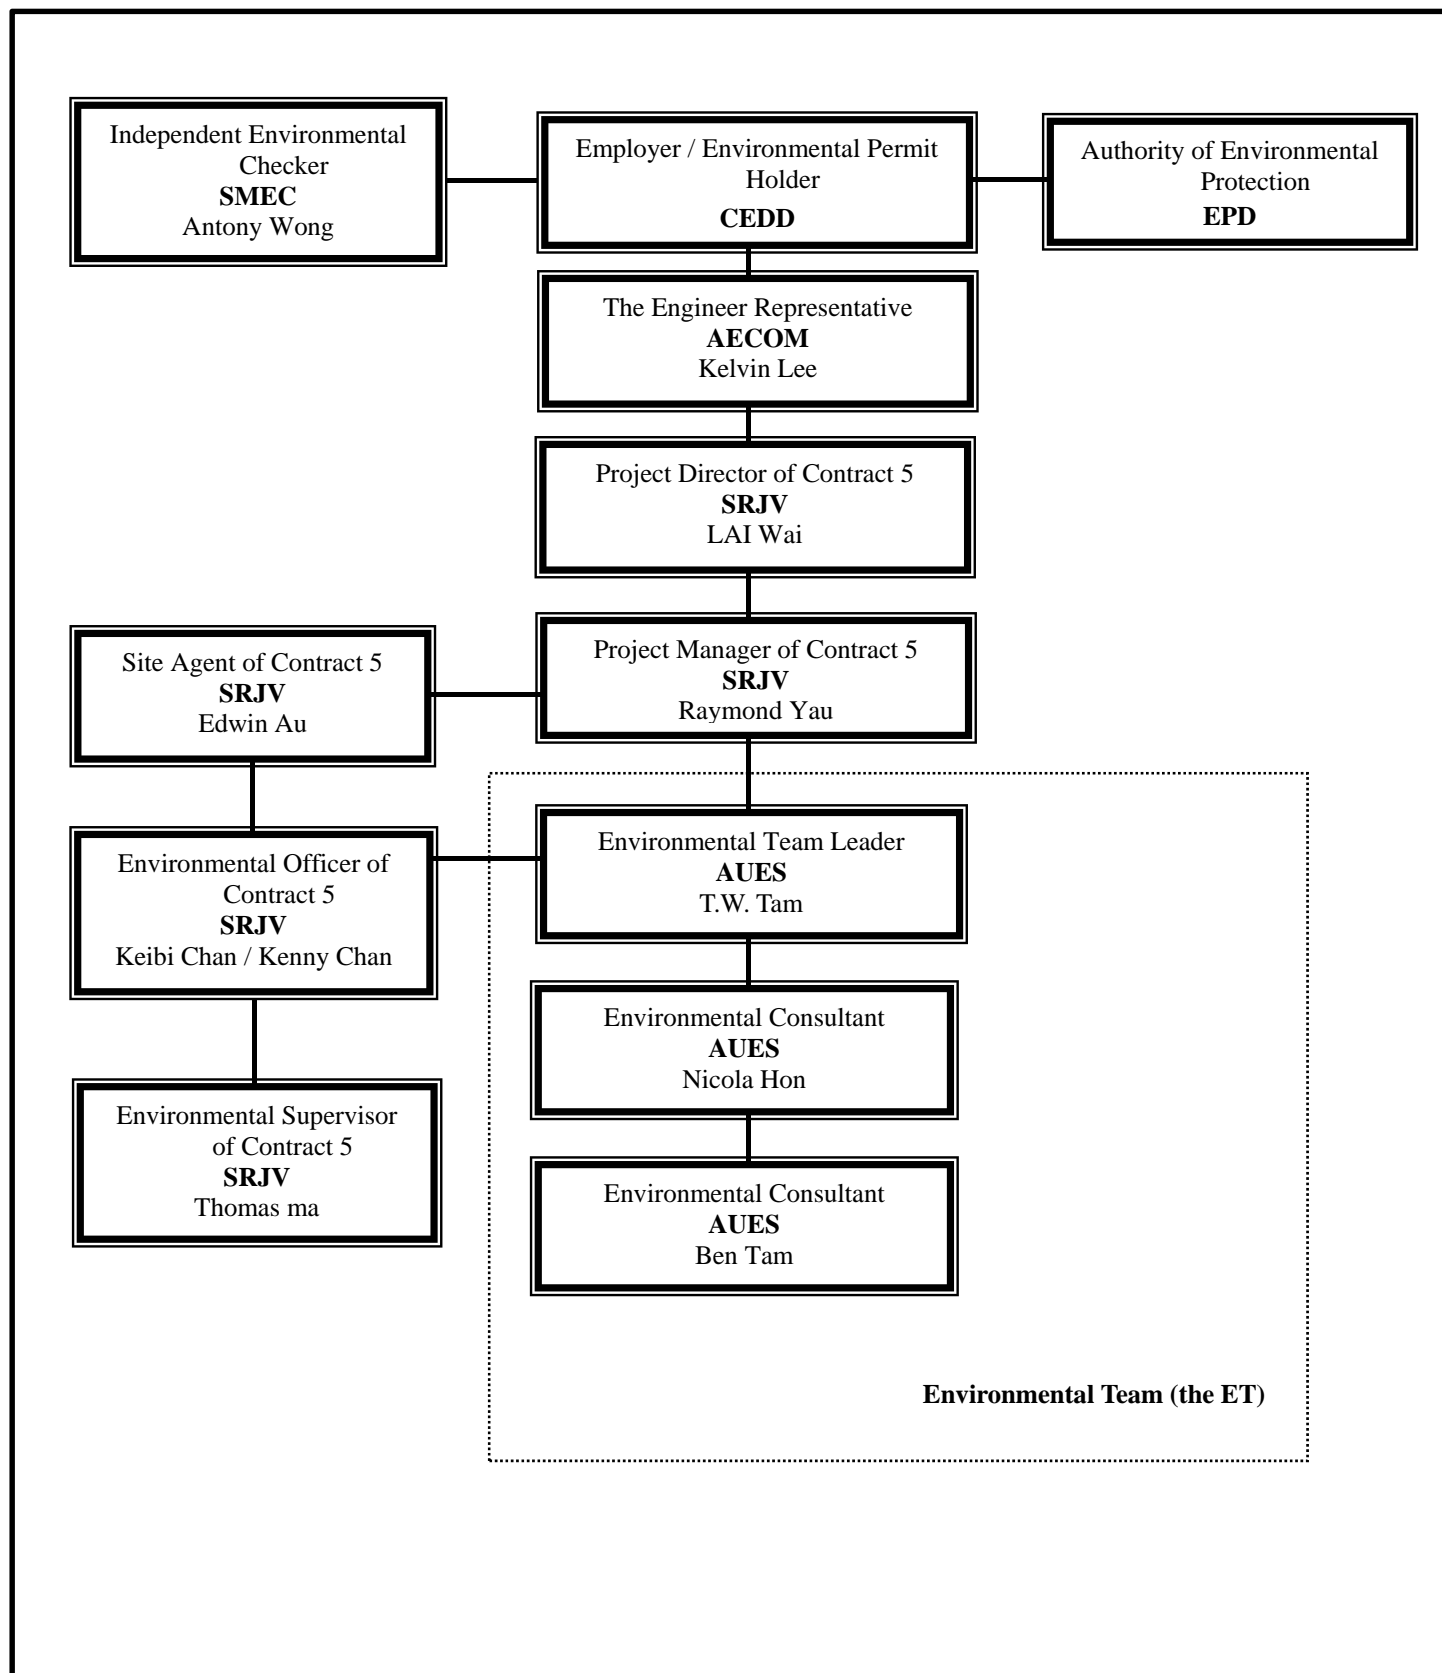 Independent Environmental
Checker
SMEC
Antony Wong
Employer / Environmental Permit
Holder
CEDD
Authority of Environmental
Protection
EPD
The Engineer Representative
AECOM
Kelvin Lee
Project Director of Contract 5
SRJV
LAI Wai
Site Agent of Contract 5
SRJV
Edwin Au
Project Manager of Contract 5
SRJV
Raymond Yau
Environmental Officer of
Contract 5
SRJV
Keibi Chan / Kenny Chan
Environmental Team Leader
AUES
T.W. Tam
Environmental Consultant
AUES
Nicola Hon
Environmental Supervisor
of Contract 5
SRJV
Thomas ma
Environmental Consultant
AUES
Ben Tam
Environmental Team (the ET)